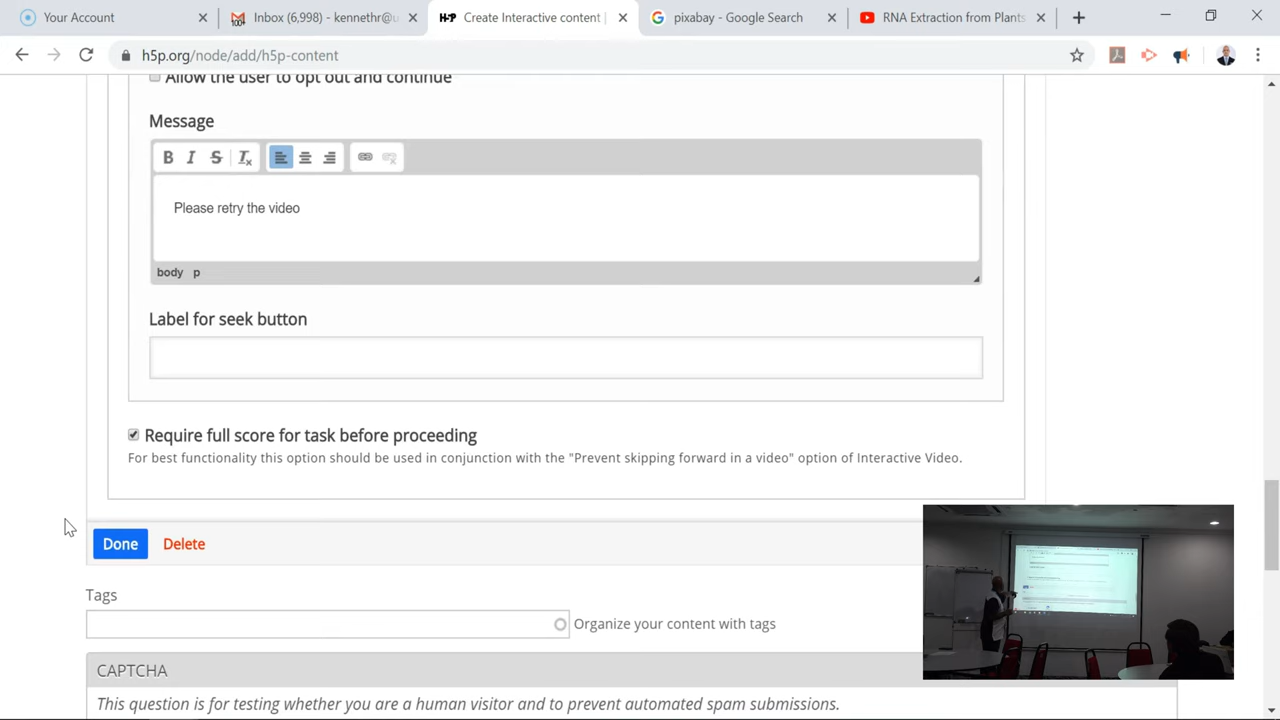 Your Account
Inbox (6,998) - kennethr@u
H5P Create Interactive content |
pixabay - Google Search
RNA Extraction from Plants
h5p.org/node/add/h5p-content
Allow the user to opt out and continue
Message
B I S Tx
Please retry the video
body p
Label for seek button
Require full score for task before proceeding
For best functionality this option should be used in conjunction with the "Prevent skipping forward in a video" option of Interactive Video.
Done Delete
Tags
Organize your content with tags
CAPTCHA
This question is for testing whether you are a human visitor and to prevent automated spam submissions.